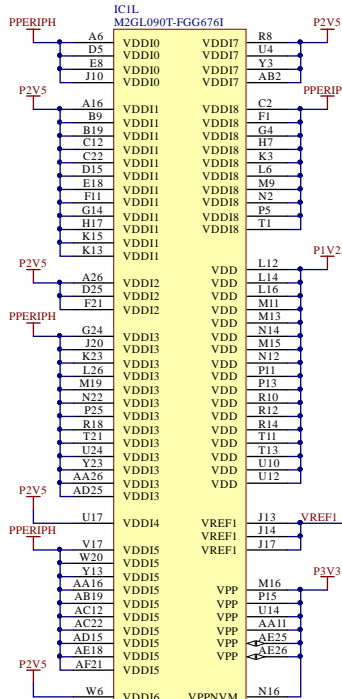 IC1L
M2GL090T-FGG676I
PPERIPH A6 VDDI0 VDDI7 R8 P2V5
D5 VDDI0 VDDI7 U4
E8 VDDI0 VDDI7 Y3
J10 VDDI0 VDDI7 AB2
P2V5 A16 VDDI1 VDDI8 C2 PPERIP
B9 VDDI1 VDDI8 F1
B19 VDDI1 VDDI8 G4
C12 VDDI1 VDDI8 H7
C22 VDDI1 VDDI8 K3
D15 VDDI1 VDDI8 L6
E18 VDDI1 VDDI8 M9
F11 VDDI1 VDDI8 N2
G14 VDDI1 VDDI8 P5
H17 VDDI1 VDDI8 T1
K15 VDDI1
K13 VDDI1
VDD L12 P1V2
P2V5 A26 VDDI2 VDD L14
D25 VDDI2 VDD L16
F21 VDDI2 VDD M11
VDD M13
PPERIPH G24 VDDI3 VDD N14
J20 VDDI3 VDD M15
K23 VDDI3 VDD N12
L26 VDDI3 VDD P11
M19 VDDI3 VDD P13
N22 VDDI3 VDD R10
P25 VDDI3 VDD R12
R18 VDDI3 VDD R14
T21 VDDI3 VDD T11
U24 VDDI3 VDD T13
Y23 VDDI3 VDD U10
AA26 VDDI3 VDD U12
AD25 VDDI3
P2V5 U17 VDDI4 VREF1 J13 VREF1
VREF1 J14
PPERIPH V17 VDDI5 VREF1 J17
W20 VDDI5
Y13 VDDI5
AA16 VDDI5 VPP M16 P3V3
AB19 VDDI5 VPP P15
AC12 VDDI5 VPP U14
AC22 VDDI5 VPP AA11
AD15 VDDI5 VPP AE25
AE18 VDDI5 VPP AE26
AF21 VDDI5
P2V5 W6 VDDI6 VPPNVM N16